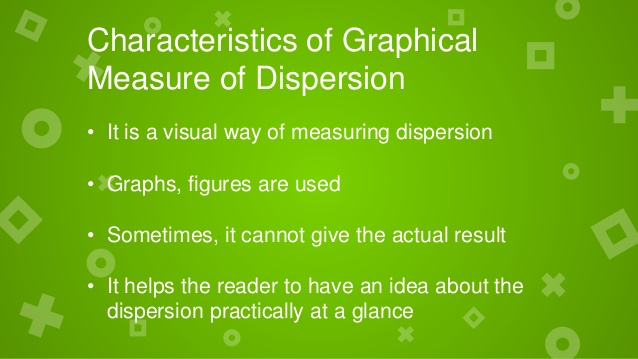 Characteristics of Graphical
Measure of Dispersion
• It is a visual way of measuring dispersion
• Graphs, figures are used
• Sometimes, it cannot give the actual result
• It helps the reader to have an idea about the
dispersion practically at a glance